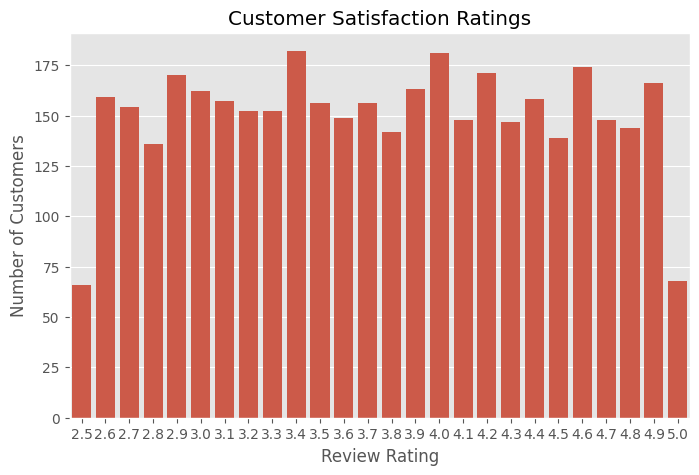 Customer Satisfaction Ratings
Number of Customers
175
150
125
100
75
50
25
0
2.5 2.6 2.7 2.8 2.9 3.0 3.1 3.2 3.3 3.4 3.5 3.6 3.7 3.8 3.9 4.0 4.1 4.2 4.3 4.4 4.5 4.6 4.7 4.8 4.9 5.0
Review Rating